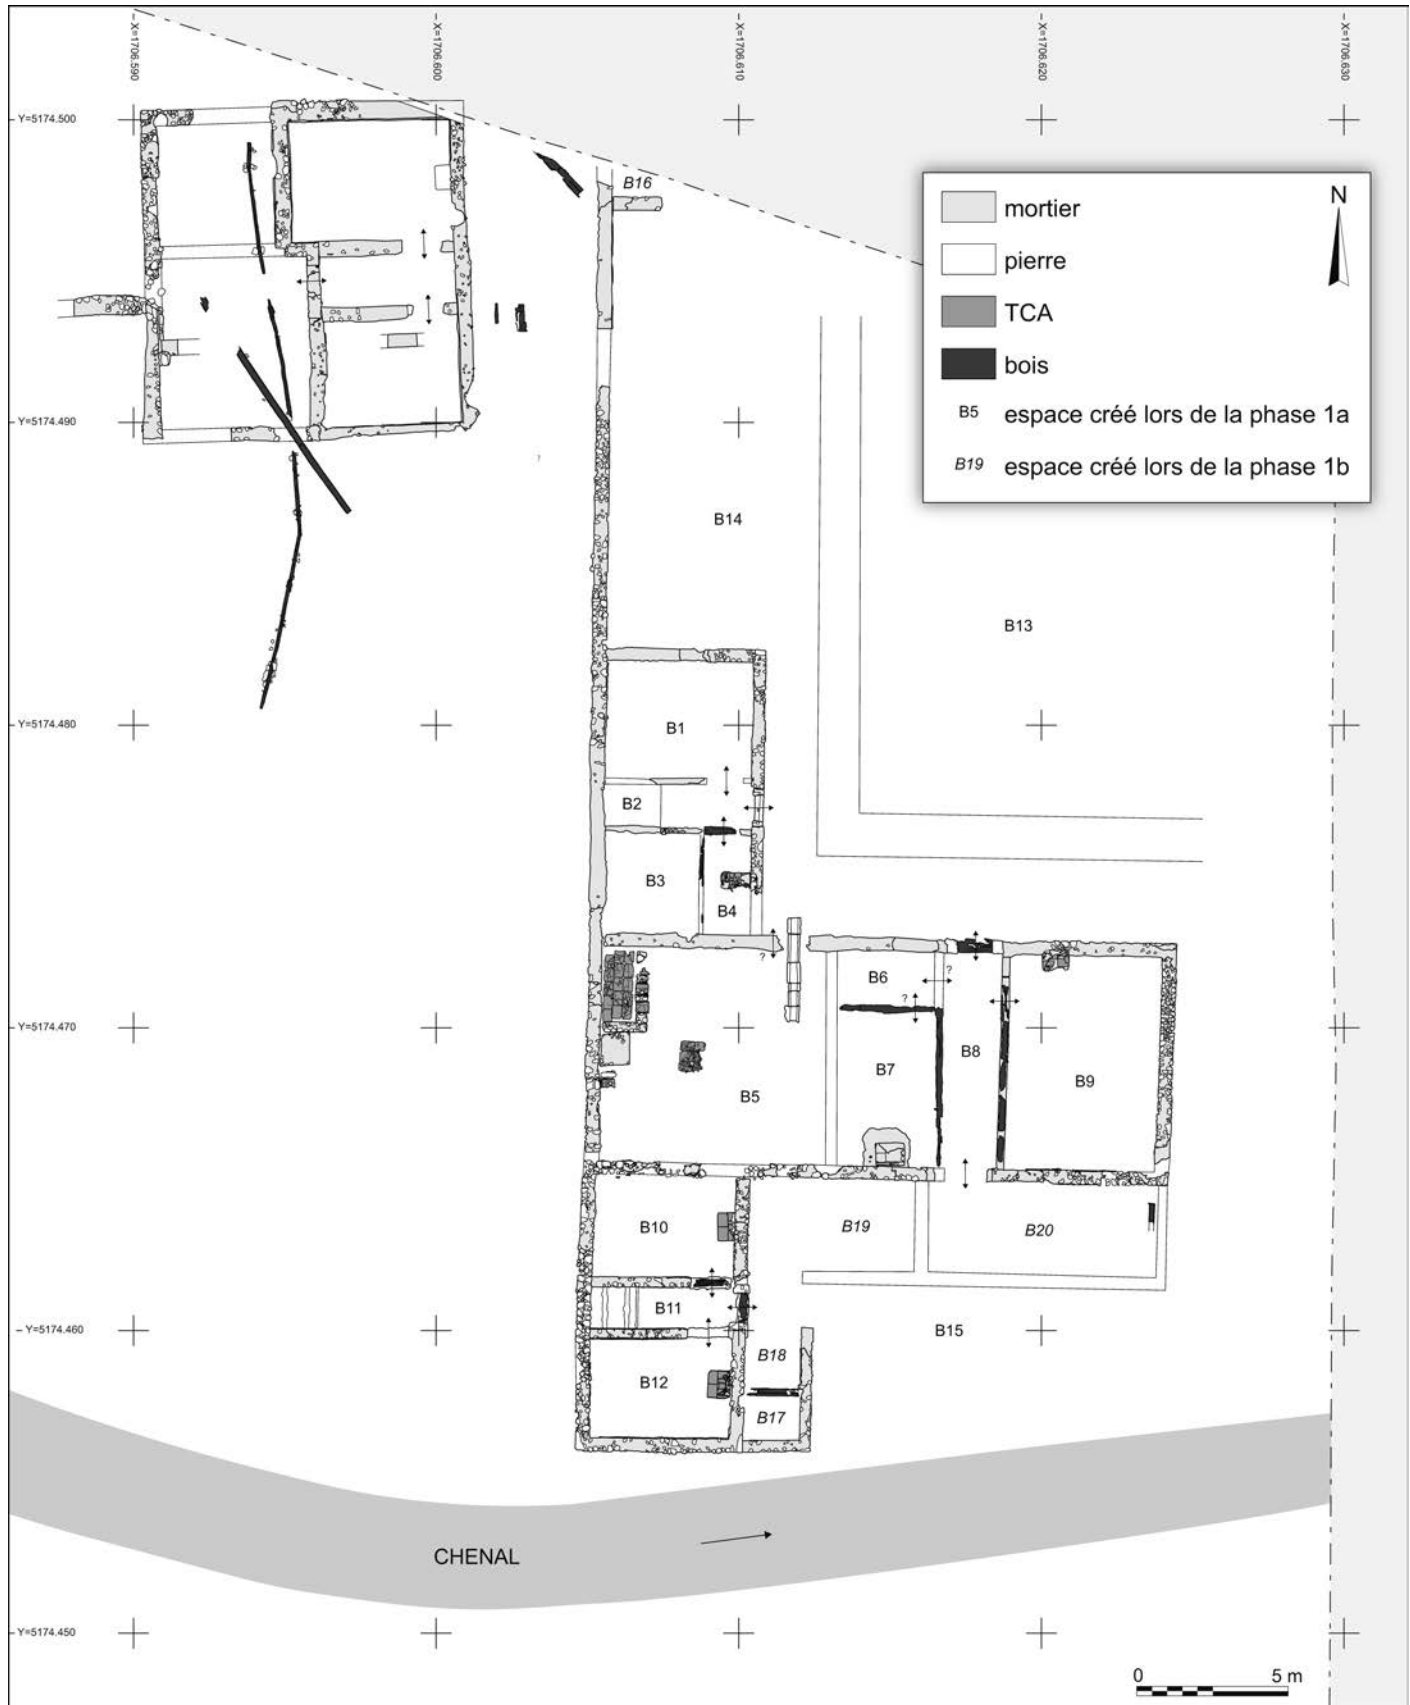 X=1706.590
X=1706.600
X=1706.610
X=1706.620
X=1706.630
Y=5174.500
B16
N
mortier
pierre
TCA
bois
B5 espace créé lors de la phase 1a
B19 espace créé lors de la phase 1b
Y=5174.490
?
B14
B13
Y=5174.480
B1
B2
B3
B4
?
B6
?
?
Y=5174.470
B8
B7
B9
B5
B10
B19
B20
B11
Y=5174.460
B15
B18
B12
B17
CHENAL
Y=5174.450
0 5 m